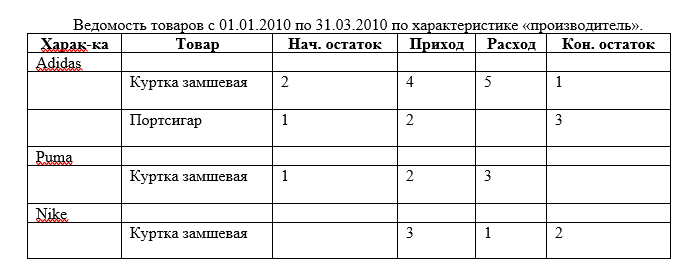 Ведомость товаров с 01.01.2010 по 31.03.2010 по характеристике «производитель».
Харак-ка Товар Нач. остаток Приход Расход Кон. остаток
Adidas
Куртка замшевая 2 4 5 1
Портсигар 1 2 3
Puma
Куртка замшевая 1 2 3
Nike
Куртка замшевая 3 1 2